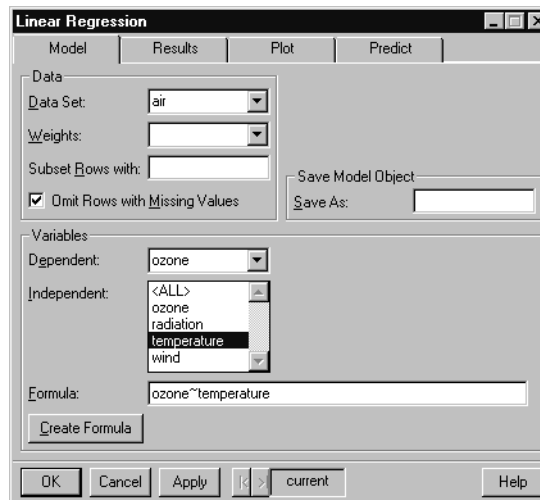 Linear Regression
Model Results Plot Predict
Data
Data Set: air
Weights:
Subset Rows with:
Omit Rows with Missing Values
Save Model Object
Save As:
Variables
Dependent: ozone
Independent: <ALL>
ozone
radiation
temperature
wind
Formula: ozone~temperature
Create Formula
OK Cancel Apply current Help